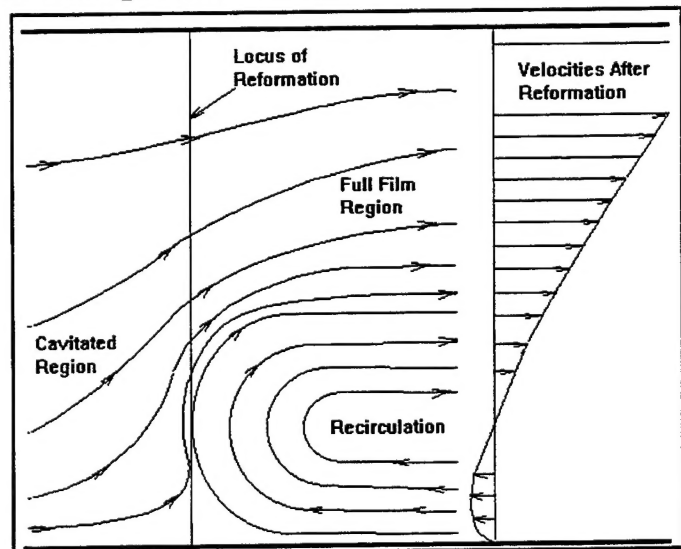 Locus of
Reformation
Velocities After
Reformation
Full Film
Region
Cavitated
Region
Recirculation